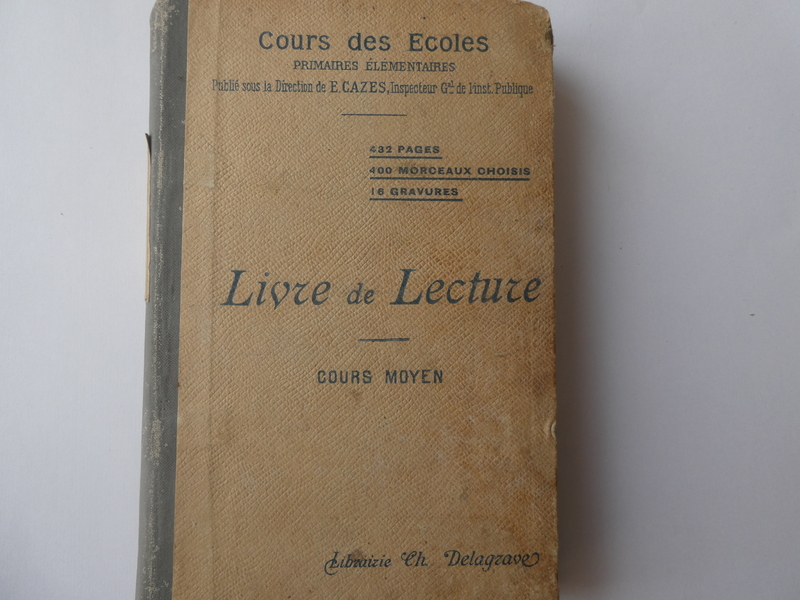 Cours des Ecoles
PRIMAIRES ÉLÉMENTAIRES
Publié sous la Direction de E. CAZES, Inspecteur Gal de l'inst. Publique
432 PAGES
400 MORCEAUX CHOISIS
16 GRAVURES
Livre de Lecture
COURS MOYEN
Librairie Ch. Delagrave